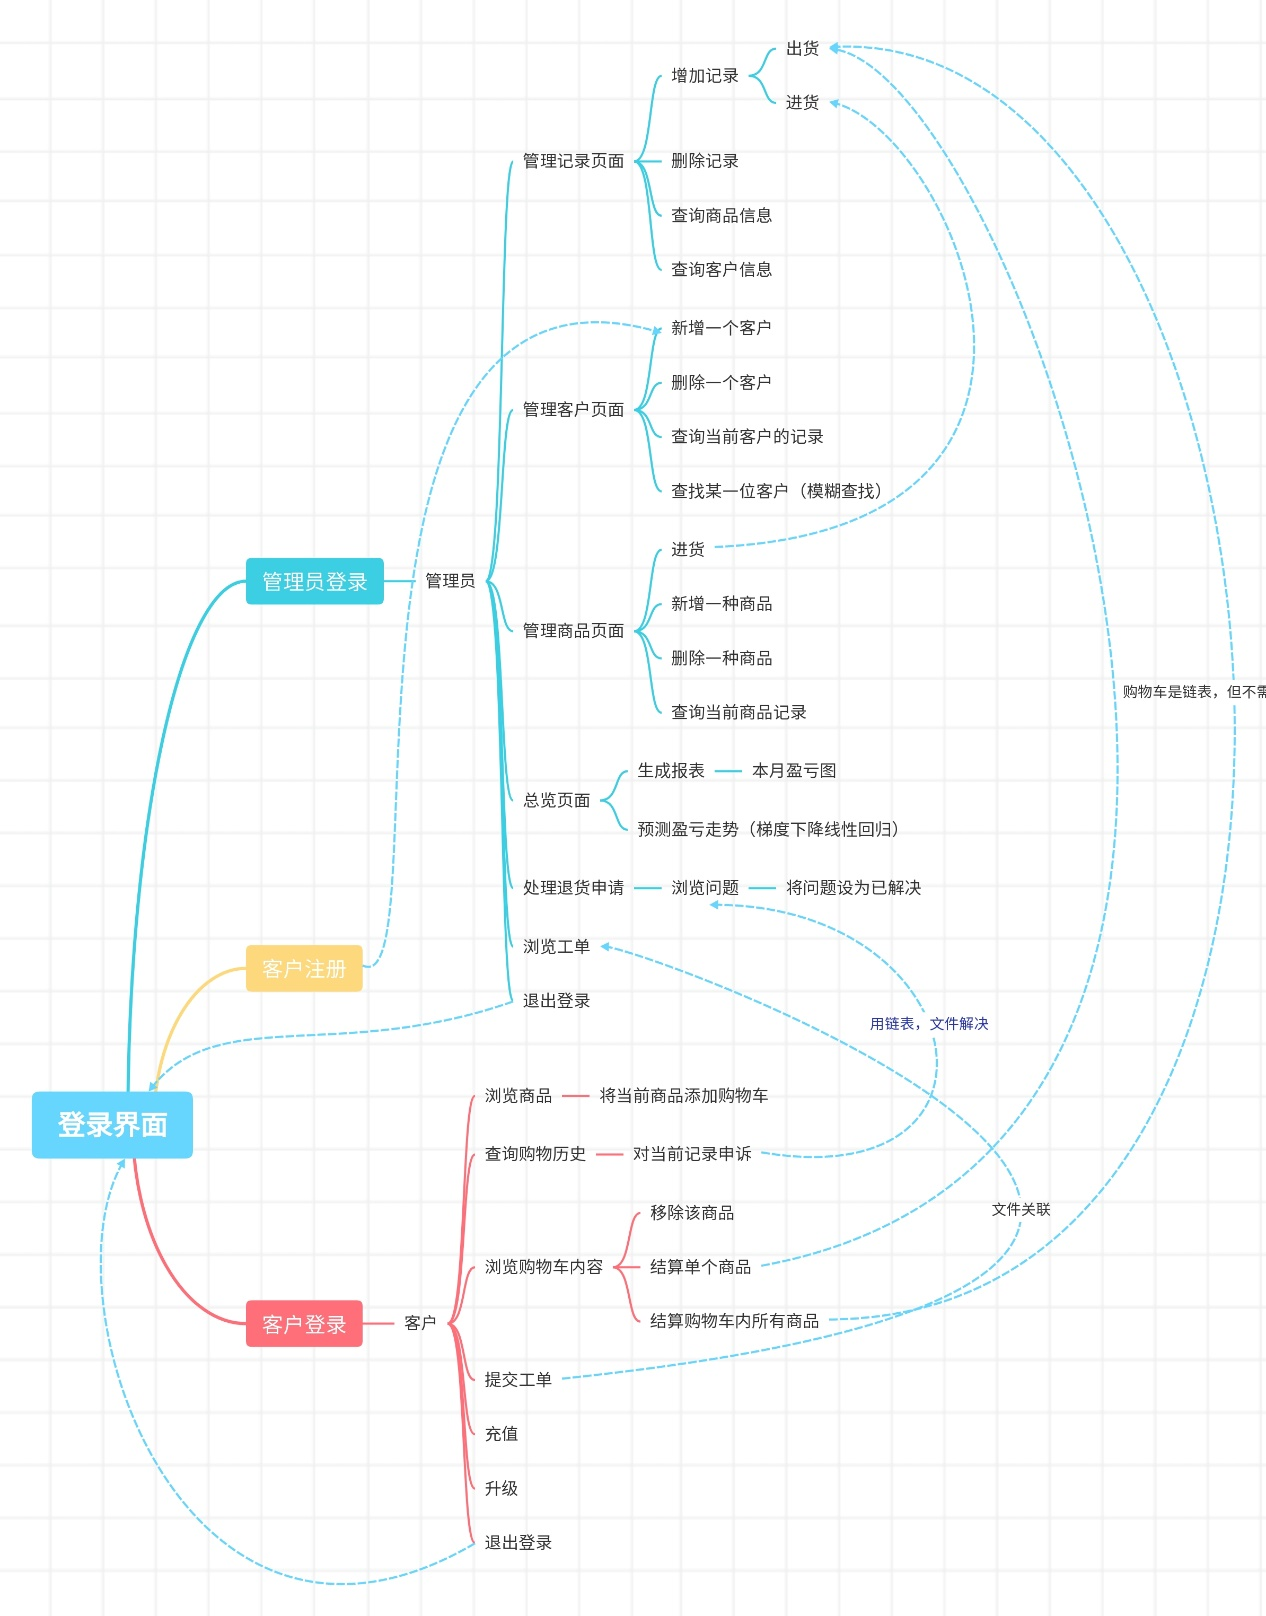 登录界面
管理员登录
管理员
管理记录页面
增加记录
出货
进货
删除记录
查询商品信息
查询客户信息
管理客户页面
新增一个客户
删除一个客户
查询当前客户的记录
查找某一位客户（模糊查找）
管理商品页面
进货
新增一种商品
删除一种商品
查询当前商品记录
总览页面
生成报表
本月盈亏图
预测盈亏走势（梯度下降线性回归）
处理退货申请
浏览问题
将问题设为已解决
浏览工单
退出登录
客户注册
客户登录
客户
浏览商品
将当前商品添加购物车
查询购物历史
对当前记录申诉
浏览购物车内容
移除该商品
结算单个商品
结算购物车内所有商品
提交工单
充值
升级
退出登录
购物车是链表，但不需
用链表，文件解决
文件关联